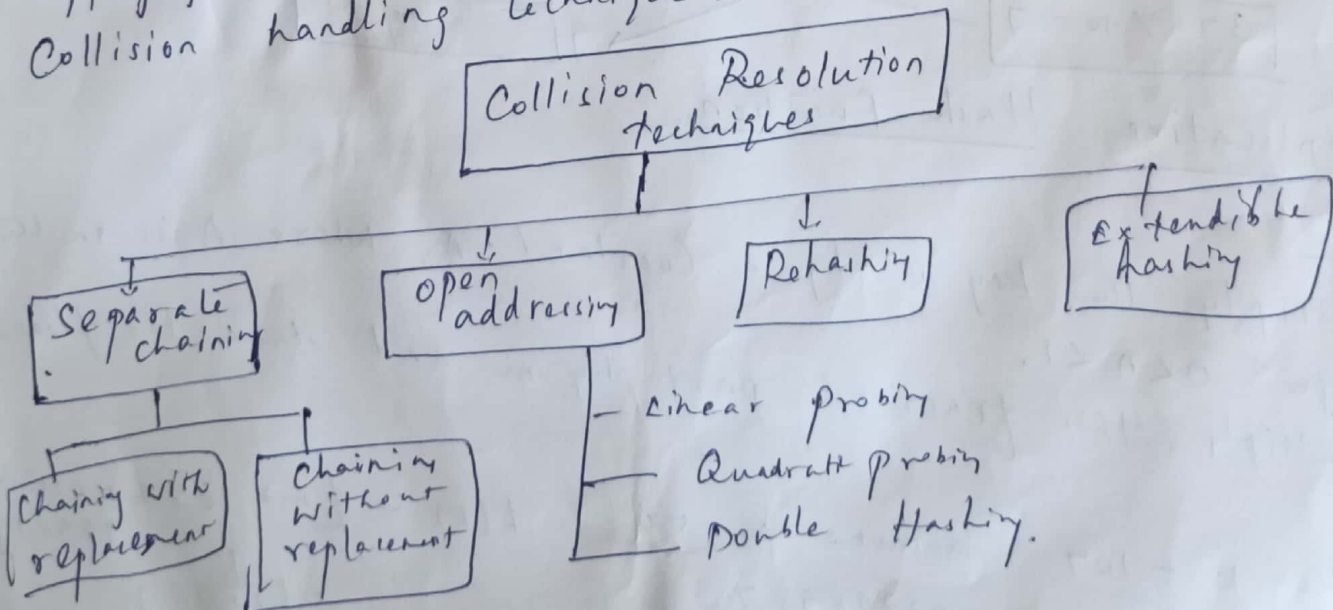 Collision handling
Collision Resolution
techniques
Separate
chaining
open
addressing
Rehashing
Extendible
hashing
Chaining with
replacement
Chaining
without
replacement
Linear Probing
Probing
Double Hashing.